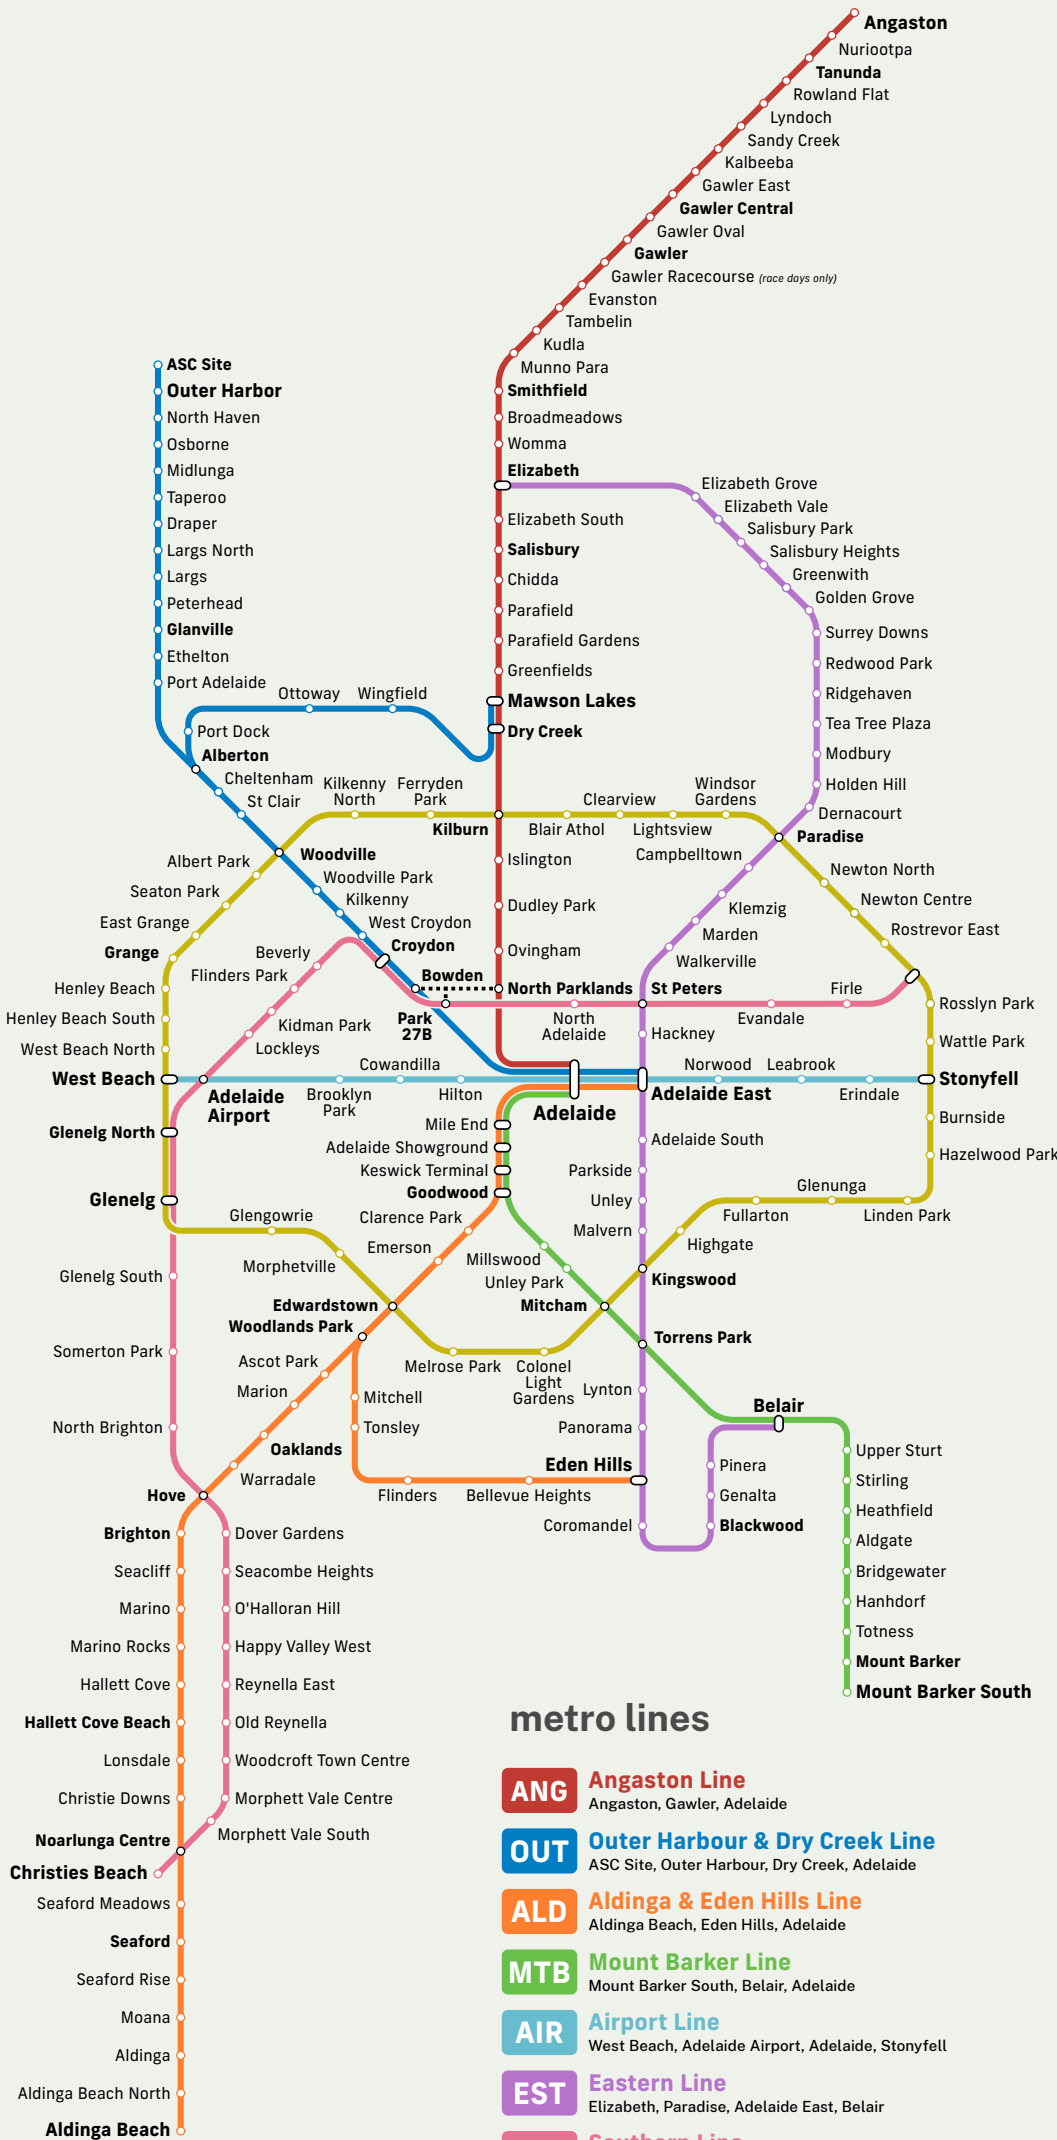 Angaston
Nuriootpa
Tanunda
Rowland Flat
Lyndoch
Sandy Creek
Kalbeeba
Gawler East
Gawler Central
Gawler Oval
Gawler
Gawler Racecourse (race days only)
Evanston
Tambelin
Kudla
Munno Para
Smithfield
Broadmeadows
Womma
Elizabeth
Elizabeth South
Salisbury
Chidda
Parafield
Parafield Gardens
Greenfields
Mawson Lakes
Dry Creek
ASC Site
Outer Harbor
North Haven
Osborne
Midlunga
Taperoo
Draper
Largs North
Largs
Peterhead
Glanville
Ethelton
Port Adelaide
Ottoway
Wingfield
Port Dock
Alberton
Cheltenham
St Clair
Elizabeth Grove
Elizabeth Vale
Salisbury Park
Salisbury Heights
Greenwith
Golden Grove
Surrey Downs
Redwood Park
Ridgehaven
Tea Tree Plaza
Modbury
Holden Hill
Dernacourt
Paradise
Kilkenny
North
Ferryden
Park
Kilburn
Blair Athol
Clearview
Lightsview
Windsor
Gardens
Campbelltown
Klemzig
Marden
Walkerville
Newton North
Newton Centre
Rostrevor East
Woodville
Woodville Park
Kilkenny
West Croydon
Croydon
Bowden
Albert Park
Seaton Park
East Grange
Grange
Henley Beach
Henley Beach South
West Beach North
West Beach
Beverly
Flinders Park
Kidman Park
Lockleys
Islington
Dudley Park
Ovingham
North Parklands
Park
27B
North
Adelaide
St Peters
Evandale
Firle
Hackney
Rosslyn Park
Wattle Park
Stonyfell
Adelaide
Airport
Brooklyn
Park
Cowandilla
Hilton
Adelaide
Adelaide East
Norwood
Leabrook
Erindale
Burnside
Hazelwood Park
Glenunga
Linden Park
Fullarton
Highgate
Kingswood
Glenelg North
Glenelg
Glengowrie
Morphetville
Mile End
Adelaide Showground
Keswick Terminal
Goodwood
Clarence Park
Emerson
Edwardstown
Woodlands Park
Millswood
Unley Park
Mitcham
Adelaide South
Parkside
Unley
Malvern
Torrens Park
Melrose Park
Colonel
Light
Gardens
Lynton
Panorama
Eden Hills
Coromandel
Belair
Pinera
Genalta
Blackwood
Upper Sturt
Stirling
Heathfield
Aldgate
Bridgewater
Hanhdorf
Totness
Mount Barker
Mount Barker South
Glenelg South
Somerton Park
North Brighton
Ascot Park
Marion
Oaklands
Warradale
Mitchell
Tonsley
Flinders
Bellevue Heights
Hove
Brighton
Seacliff
Marino
Marino Rocks
Hallett Cove
Hallett Cove Beach
Lonsdale
Christie Downs
Noarlunga Centre
Christies Beach
Dover Gardens
Seacombe Heights
O'Halloran Hill
Happy Valley West
Reynella East
Old Reynella
Woodcroft Town Centre
Morphett Vale Centre
Morphett Vale South
Seaford Meadows
Seaford
Seaford Rise
Moana
Aldinga
Aldinga Beach North
Aldinga Beach
metro lines
ANG
Angaston Line
Angaston, Gawler, Adelaide
OUT
Outer Harbour & Dry Creek Line
ASC Site, Outer Harbour, Dry Creek, Adelaide
ALD
Aldinga & Eden Hills Line
Aldinga Beach, Eden Hills, Adelaide
MTB
Mount Barker Line
Mount Barker South, Belair, Adelaide
AIR
Airport Line
West Beach, Adelaide Airport, Adelaide, Stonyfell
EST
Eastern Line
Elizabeth, Paradise, Adelaide East, Belair
Southern Line